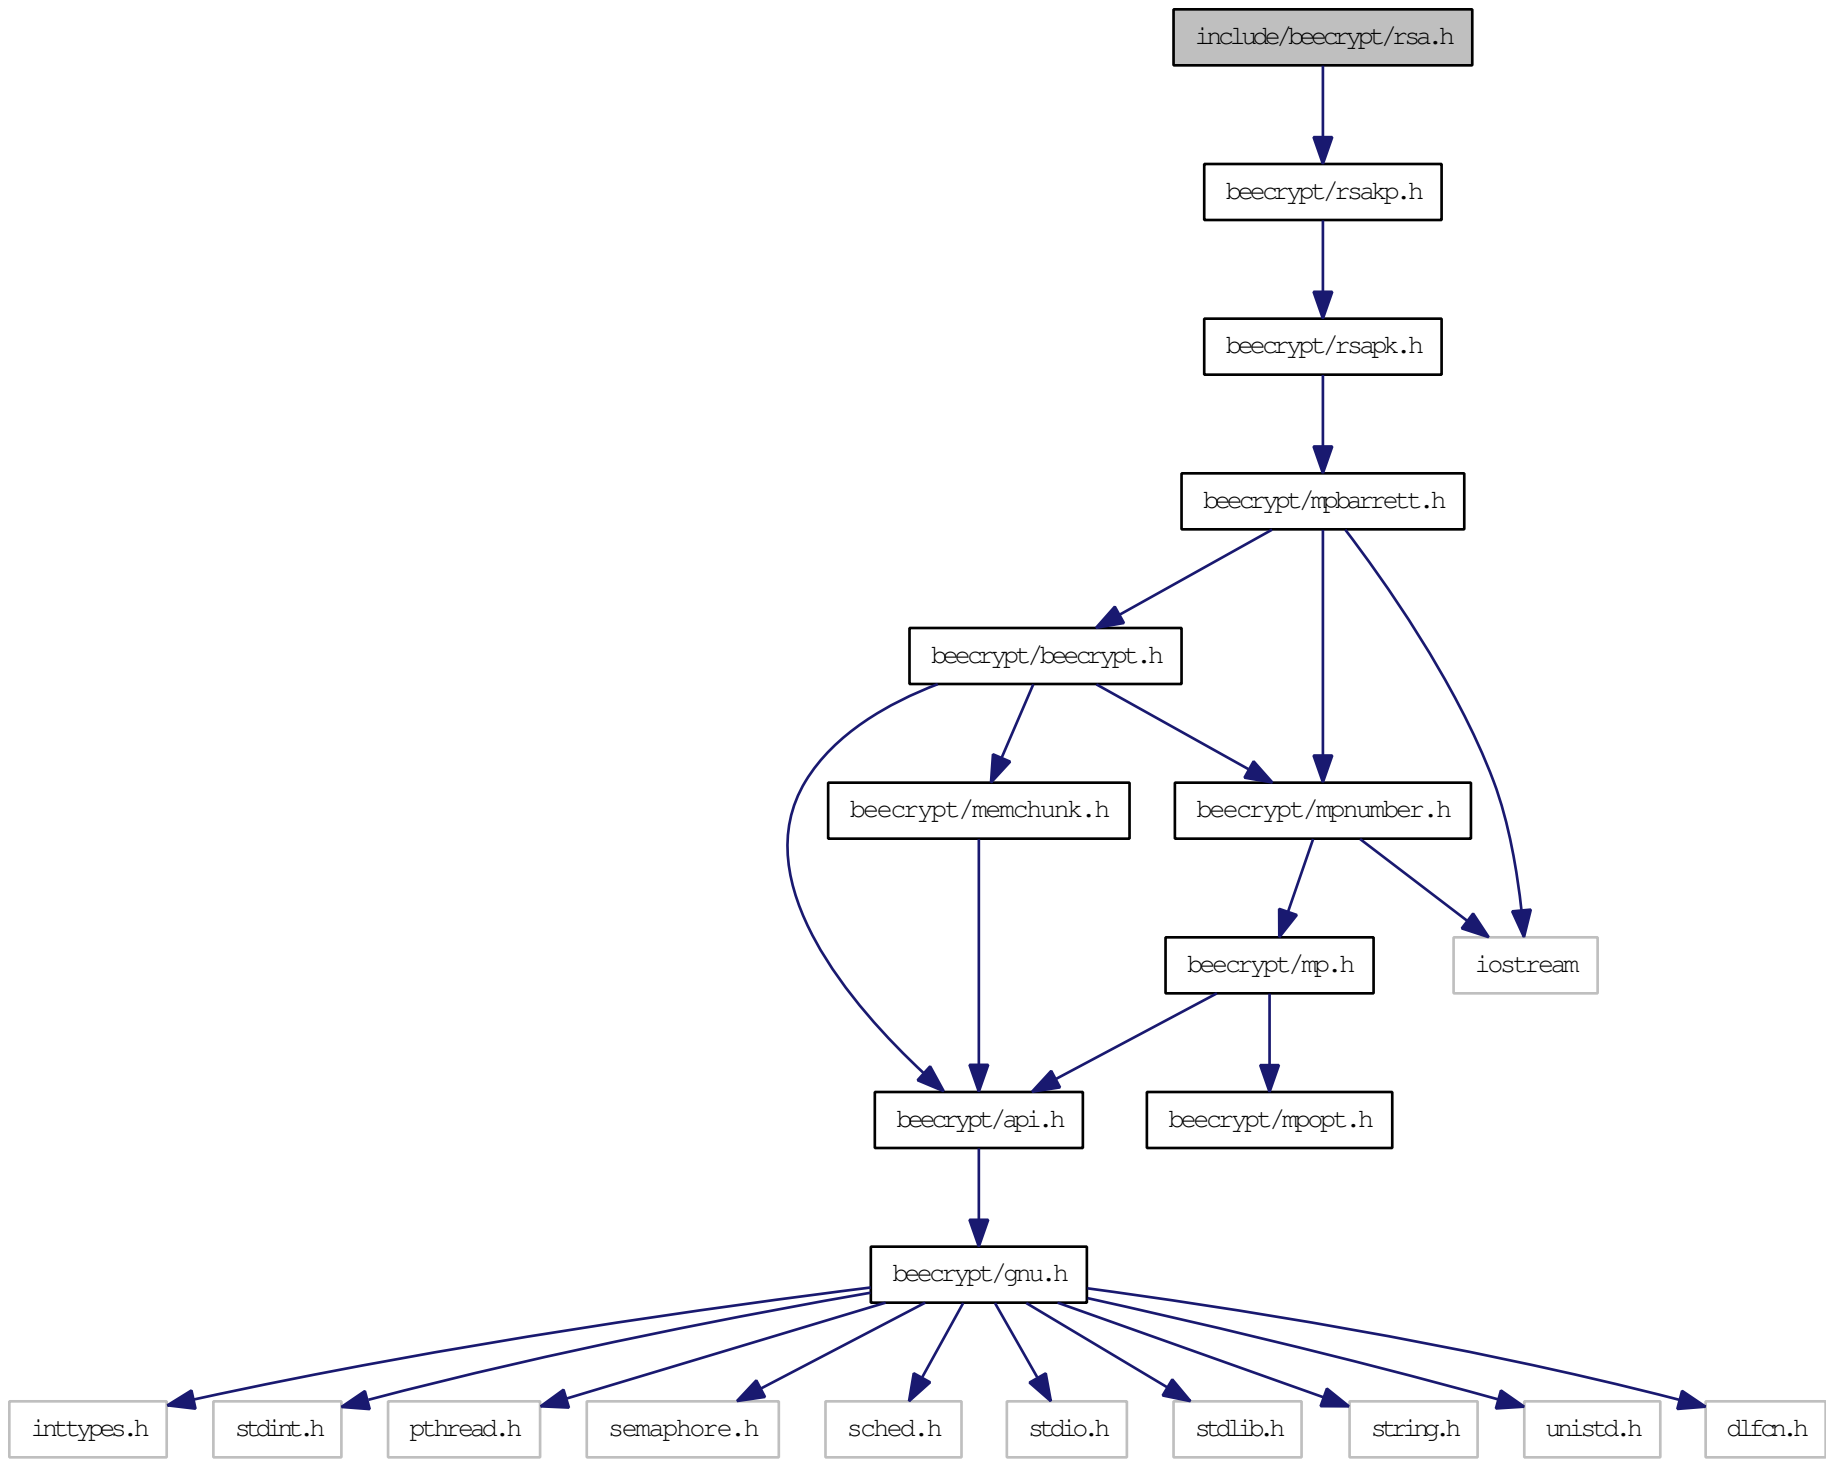 include/beecrypt/rsa.h
beecrypt/rsakp.h
beecrypt/rsapk.h
beecrypt/mpbarrett.h
beecrypt/beecrypt.h
beecrypt/memchunk.h
beecrypt/mpnumber.h
beecrypt/mp.h
iostream
beecrypt/api.h
beecrypt/mpopt.h
beecrypt/gnu.h
inttypes.h
stdint.h
pthread.h
semaphore.h
sched.h
stdio.h
stdlib.h
string.h
unistd.h
dlfcn.h